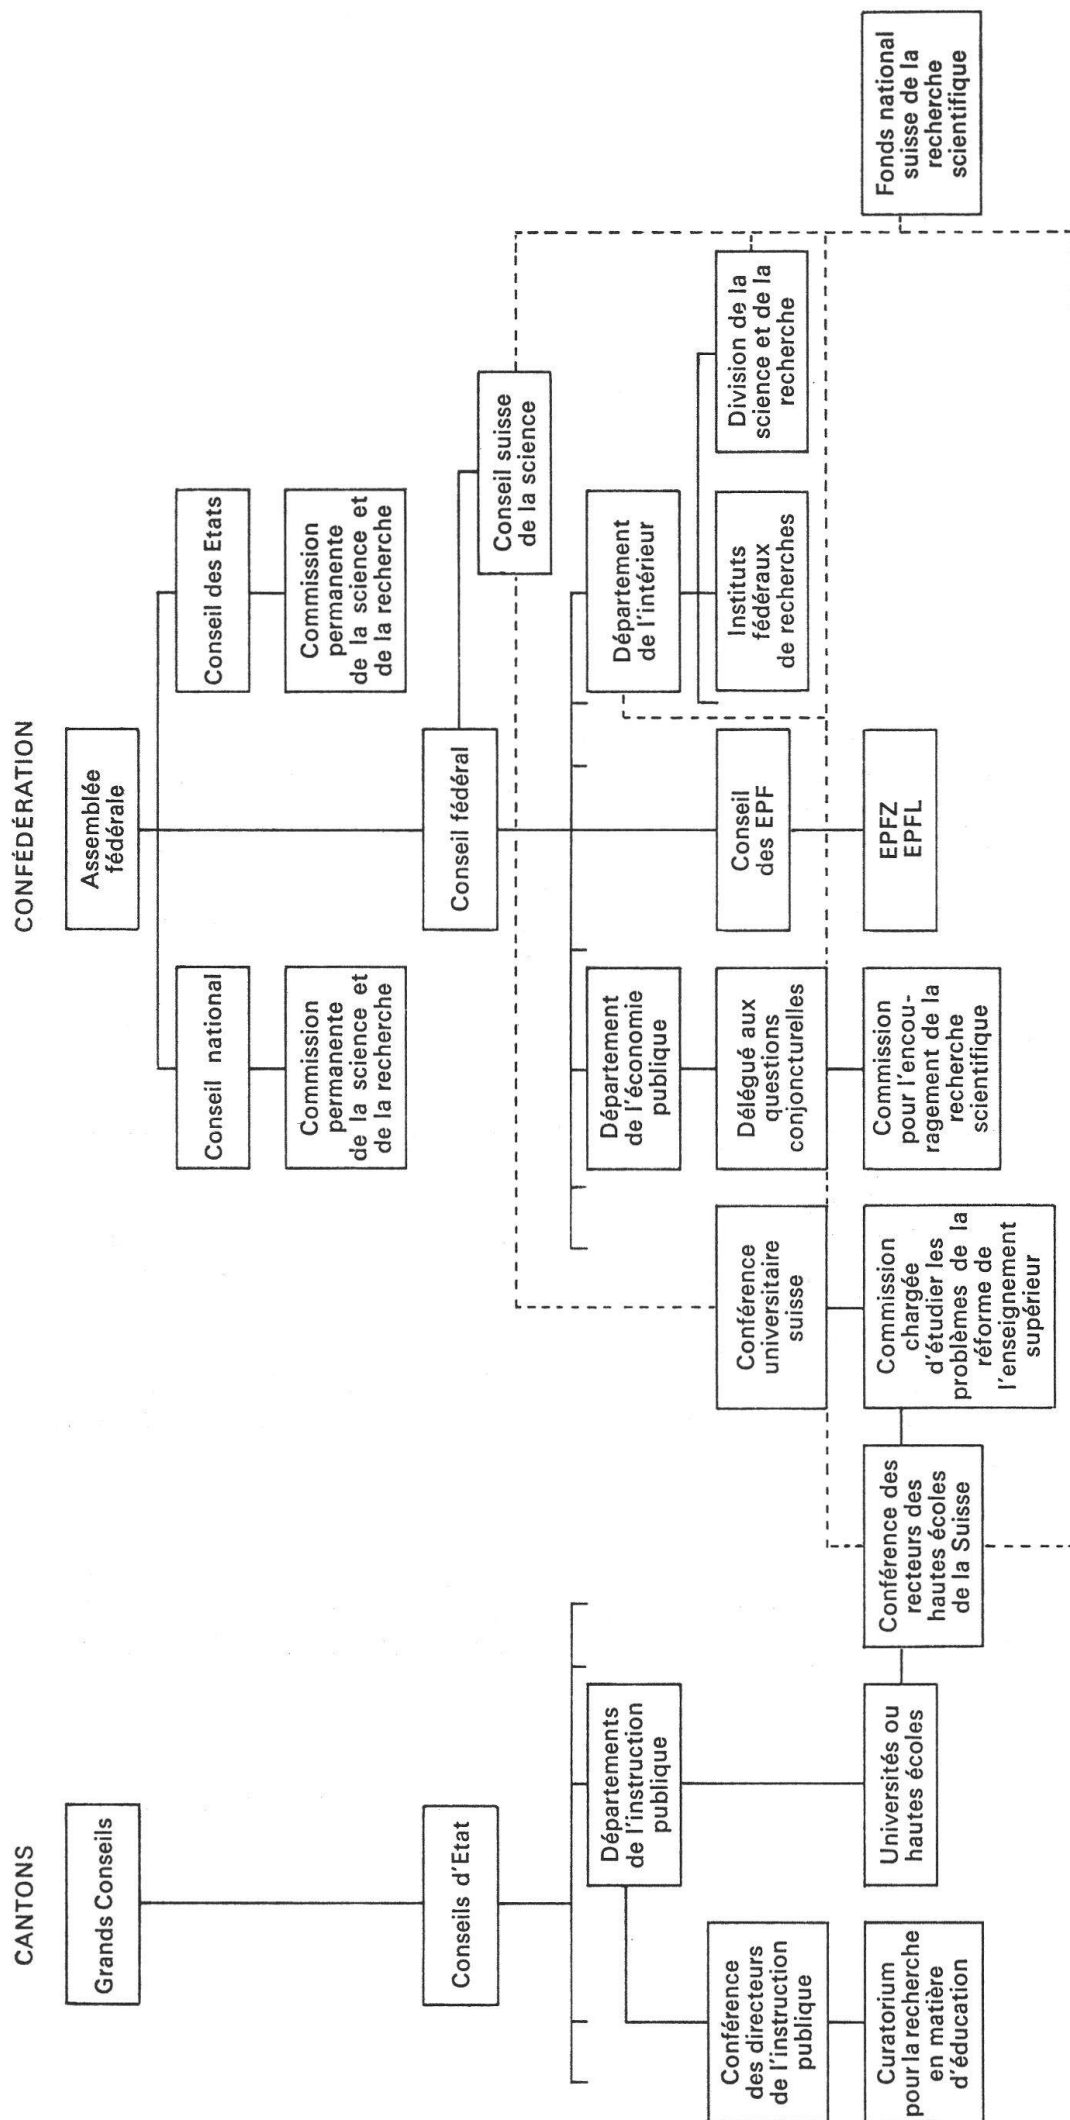 CANTONS
Grands Conseils
Conseils d'Etat
Départements
de l'instruction
publique
Conférence
des directeurs
de l'instruction
publique
Curatorium
pour la recherche
en matière
d'éducation
Universités ou
hautes écoles
Conférence des
recteurs des
hautes écoles
de la Suisse
CONFÉDÉRATION
Assemblée
fédérale
Conseil national
Conseil des Etats
Commission
permanente
de la science et
de la recherche
Commission
permanente
de la science et
de la recherche
Conseil fédéral
Conseil suisse
de la science
Département
de l'économie
publique
Département
de l'intérieur
Conférence
universitaire
suisse
Délégué aux
questions
conjoncturelles
Conseil
des EPF
Instituts
fédéraux
de recherches
Division de la
science et de la
recherche
Commission
chargée
d'étudier les
problèmes de la
réforme de
l'enseignement
supérieur
Commission
pour l'encou-
ragement de la
recherche
scientifique
EPFZ
EPFL
Fonds national
suisse de la
recherche
scientifique